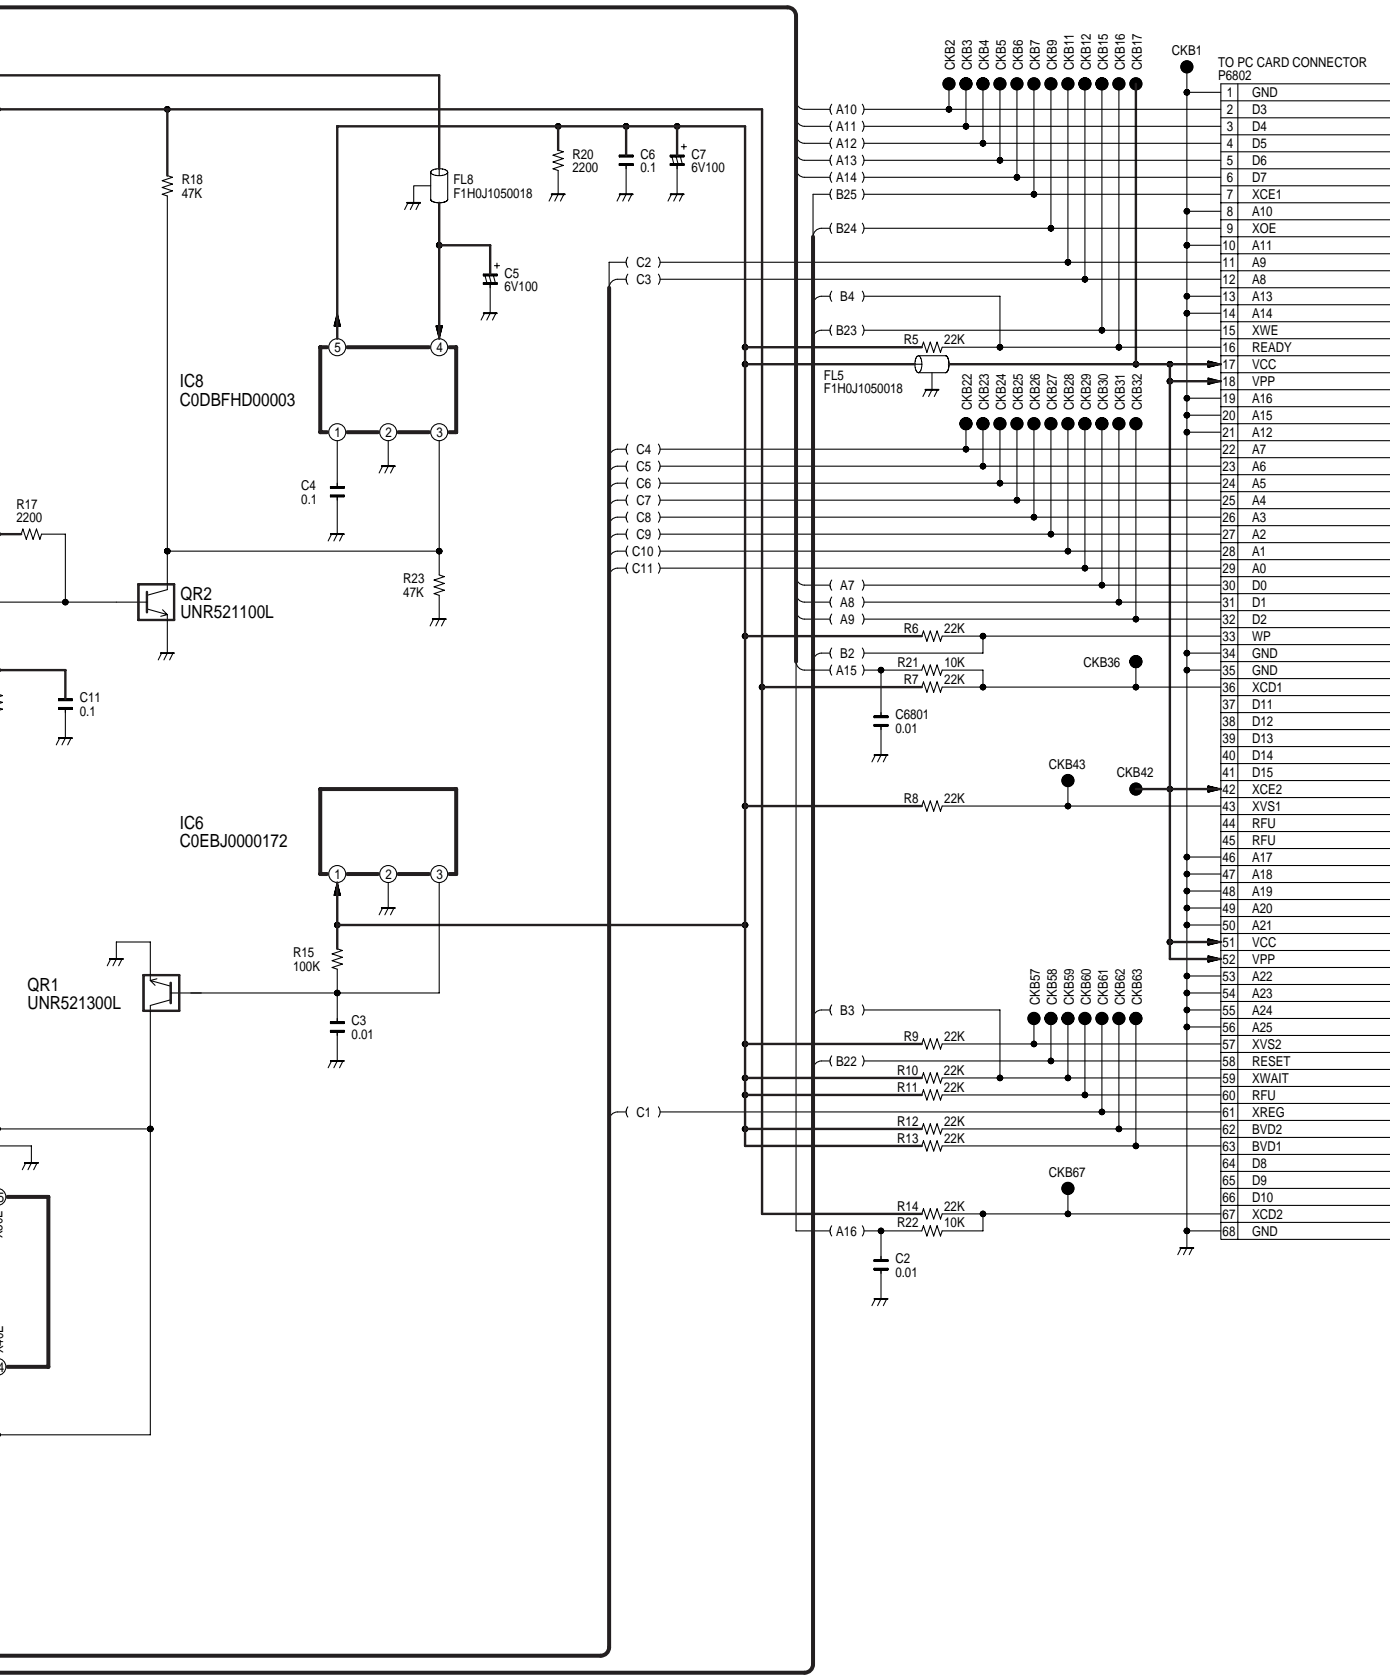 CKB2
CKB3
CKB4
CKB5
CKB6
CKB7
CKB9
CKB11
CKB12
CKB15
CKB16
CKB17
CKB1
TO PC CARD CONNECTOR
P6802
1 GND
2 D3
3 D4
4 D5
5 D6
6 D7
7 XCE1
8 A10
9 XOE
10 A11
11 A9
12 A8
13 A13
14 A14
15 XWE
16 READY
17 VCC
18 VPP
19 A16
20 A15
21 A12
22 A7
23 A6
24 A5
25 A4
26 A3
27 A2
28 A1
29 A0
30 D0
31 D1
32 D2
33 WP
34 GND
35 GND
36 XCD1
37 D11
38 D12
39 D13
40 D14
41 D15
42 XCE2
43 XVS1
44 RFU
45 RFU
46 A17
47 A18
48 A19
49 A20
50 A21
51 VCC
52 VPP
53 A22
54 A23
55 A24
56 A25
57 XVS2
58 RESET
59 XWAIT
60 RFU
61 XREG
62 BVD2
63 BVD1
64 D8
65 D9
66 D10
67 XCD2
68 GND
A10
A11
A12
A13
A14
B25
B24
B4
B23
R5 22K
FL5
F1H0J1050018
CKB22
CKB23
CKB24
CKB25
CKB26
CKB27
CKB28
CKB29
CKB30
CKB31
CKB32
A7
A8
A9
R6 22K
B2
A15
R21 10K
R7 22K
CKB36
C6801
0.01
CKB43
CKB42
R8 22K
CKB57
CKB58
CKB59
CKB60
CKB61
CKB62
CKB63
B3
R9 22K
B22
R10 22K
R11 22K
R12 22K
R13 22K
CKB67
R14 22K
A16
R22 10K
C2
0.01
C2
C3
C4
C5
C6
C7
C8
C9
C10
C11
C1
R18
47K
FL8
F1H0J1050018
R20
2200
C6
0.1
+
C7
6V100
+
C5
6V100
5
4
IC8
C0DBFHD00003
1
2
3
C4
0.1
R17
2200
R23
47K
QR2
UNR521100L
C11
0.1
IC6
C0EBJ0000172
1
2
3
R15
100K
QR1
UNR521300L
C3
0.01